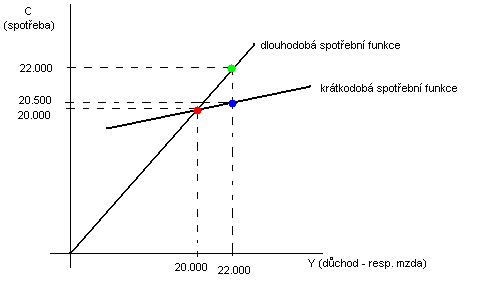 C
(spotřeba)
dlouhodobá spotřební funkce
22.000
krátkodobá spotřební funkce
20.500
20.000
Y (důchod - resp. mzda)
20.000
22.000